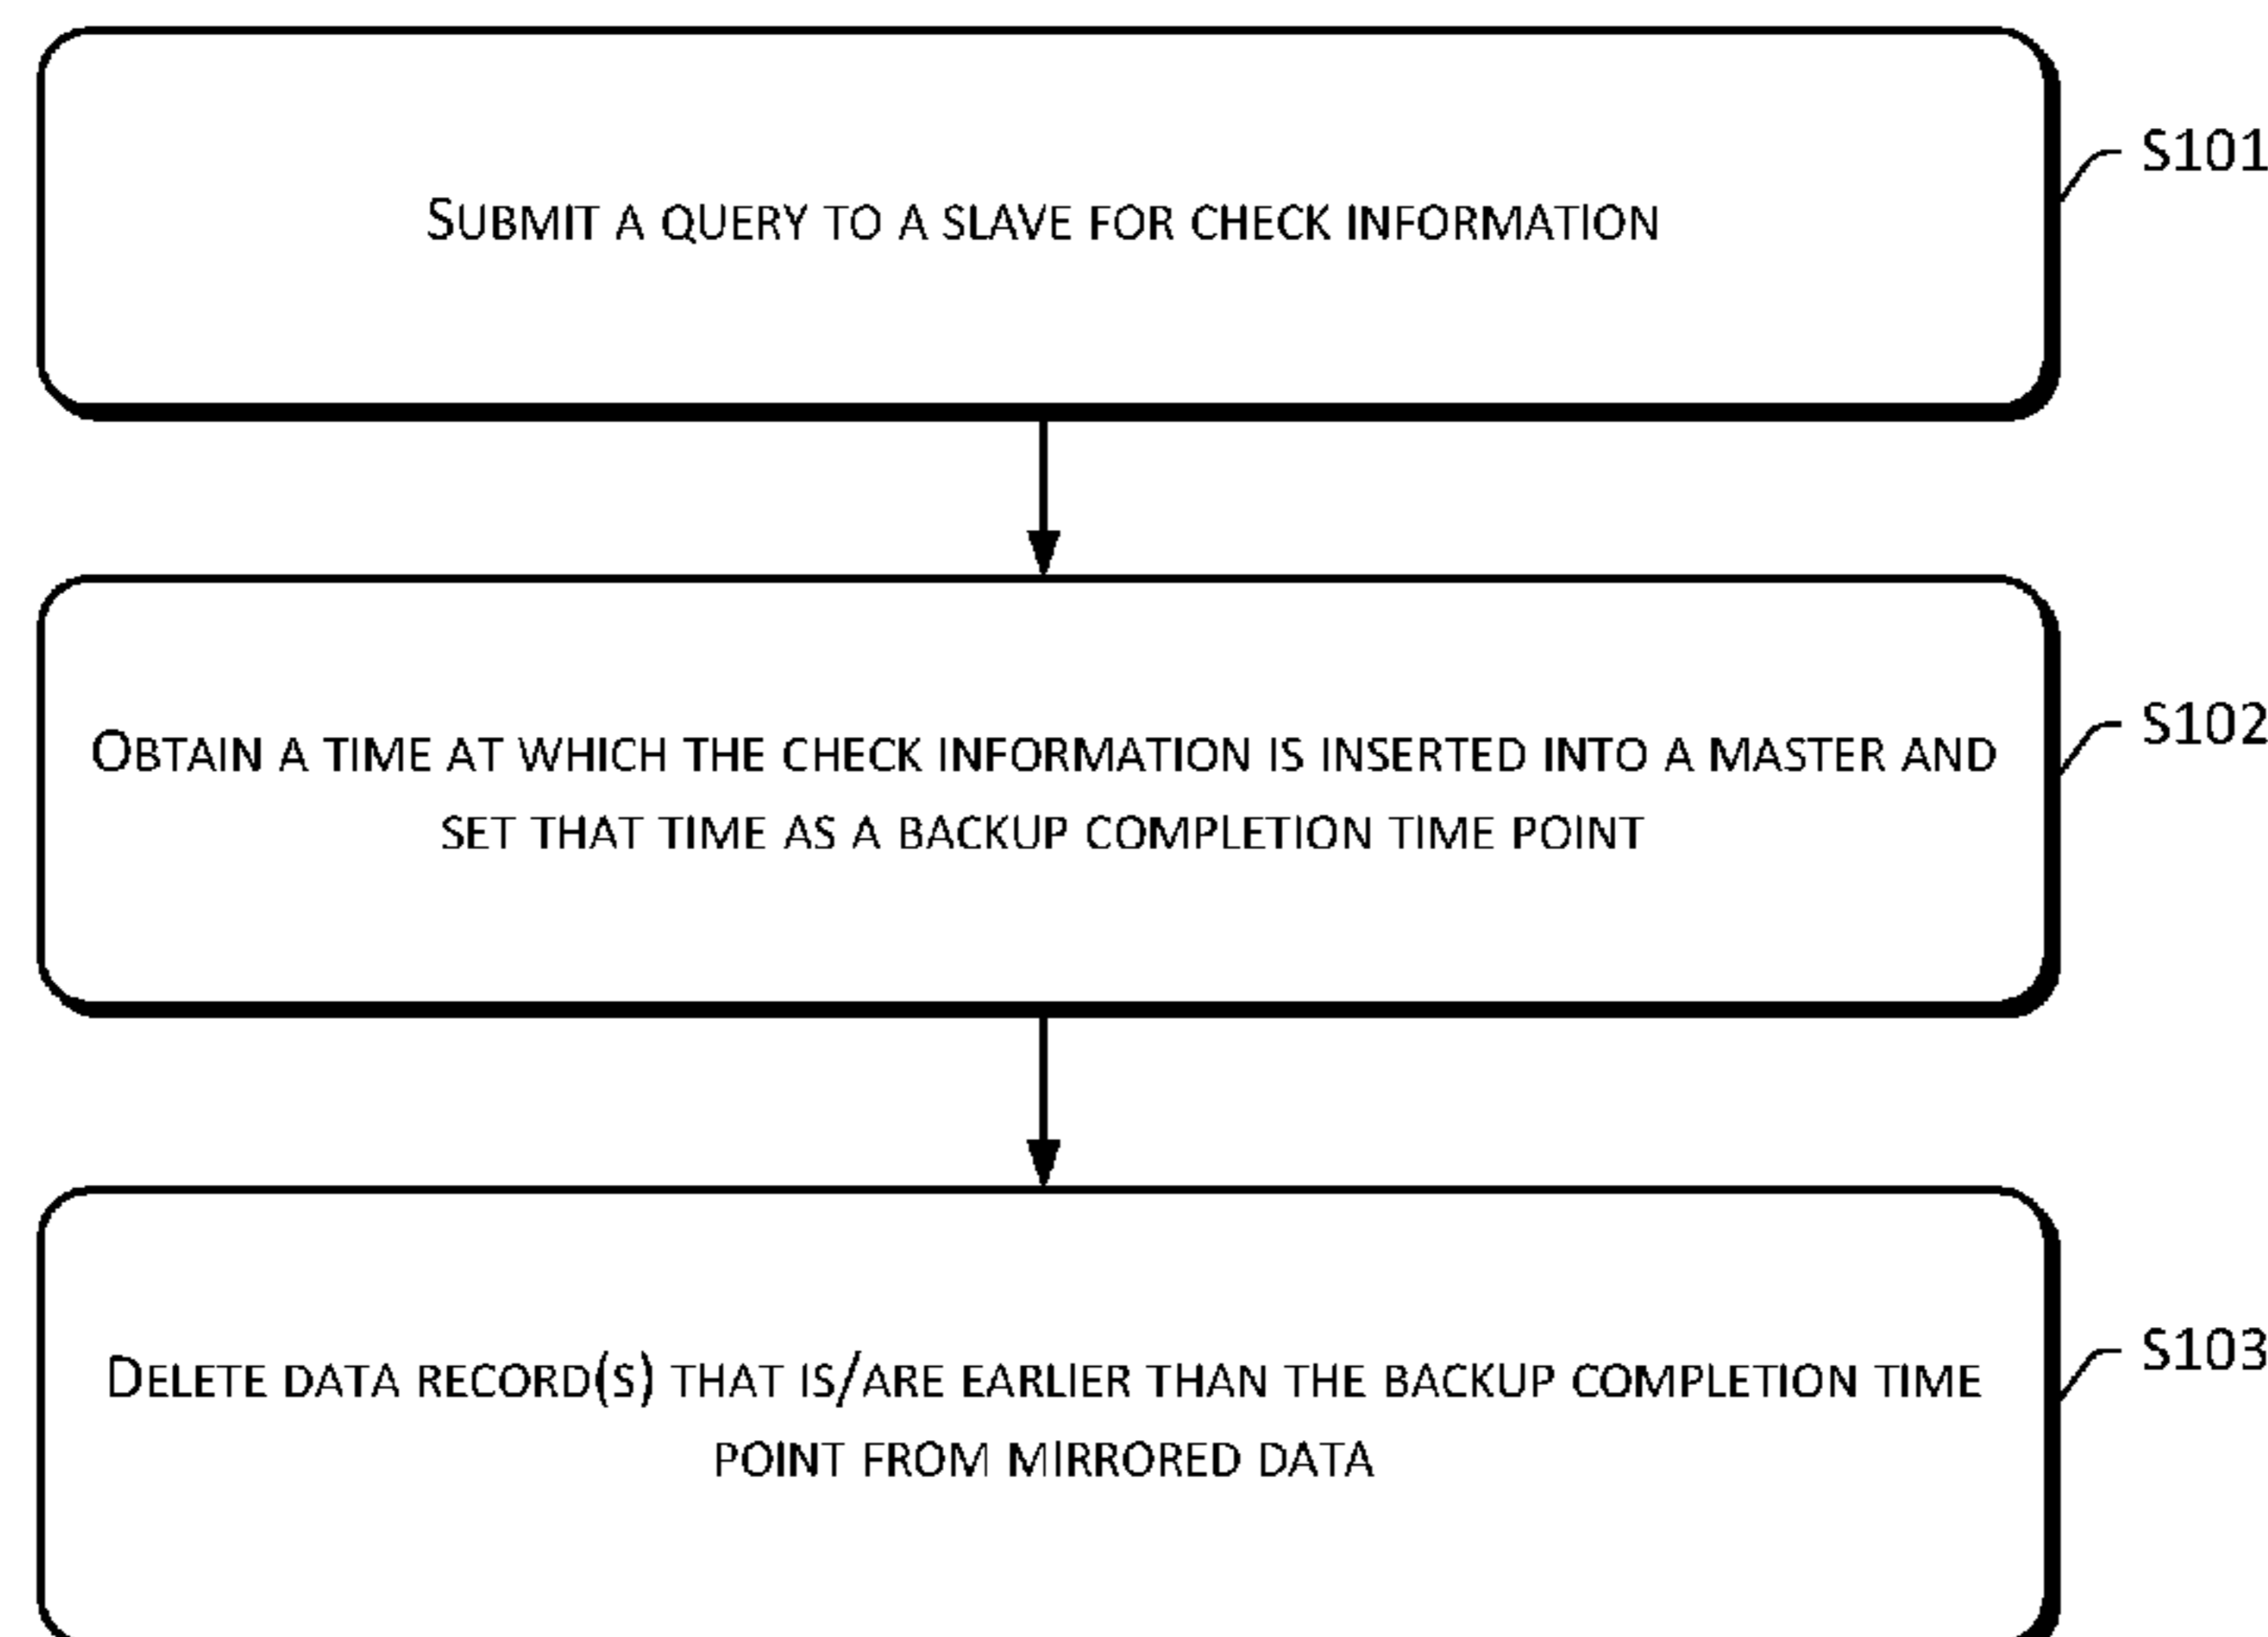 SUBMIT A QUERY TO A SLAVE FOR CHECK INFORMATION
S101
OBTAIN A TIME AT WHICH THE CHECK INFORMATION IS INSERTED INTO A MASTER AND
SET THAT TIME AS A BACKUP COMPLETION TIME POINT
S102
DELETE DATA RECORD(S) THAT IS/ARE EARLIER THAN THE BACKUP COMPLETION TIME
POINT FROM MIRRORED DATA
S103